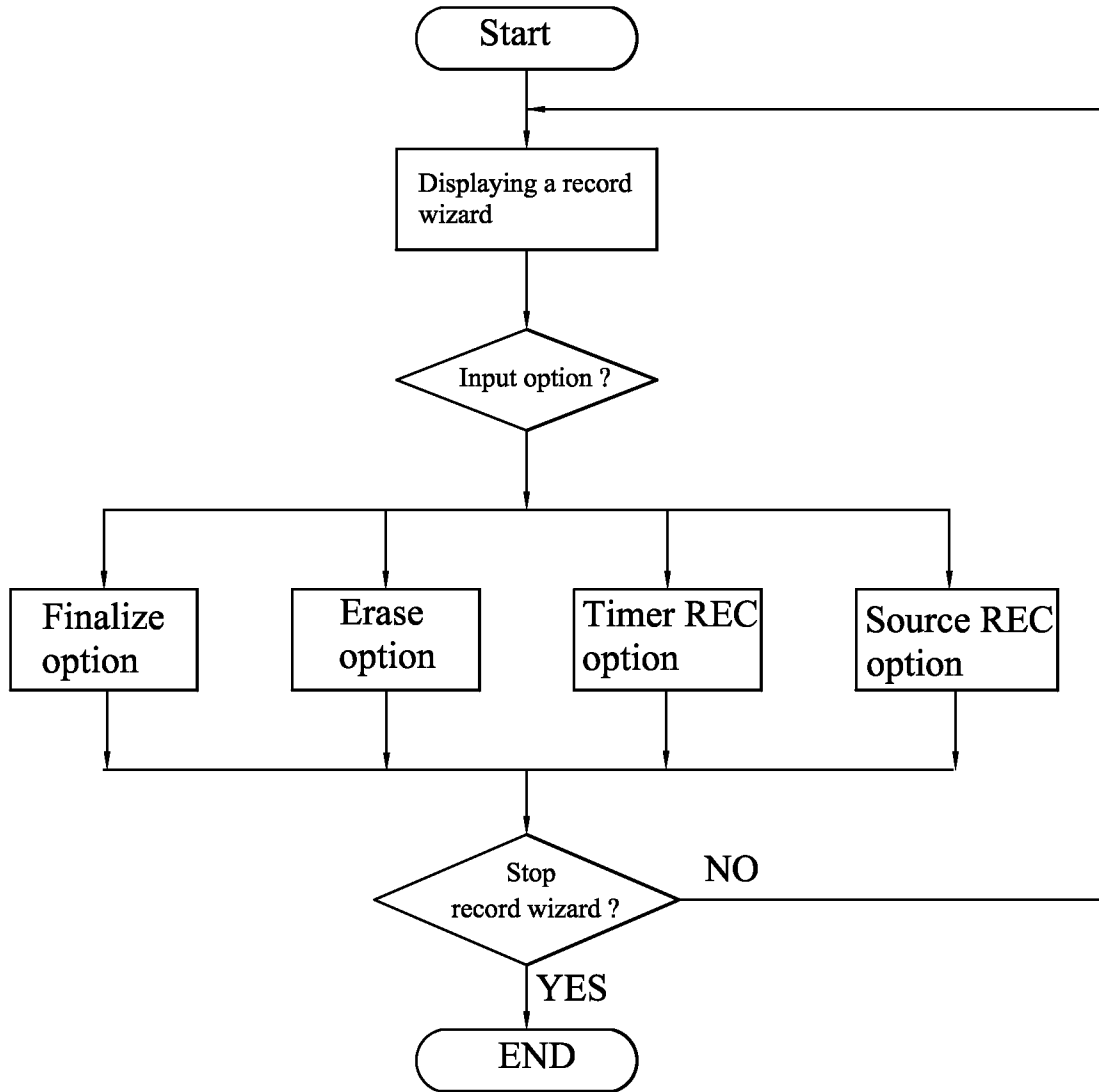 Start
Displaying a record
wizard
Input option ?
Finalize
option
Erase
option
Timer REC
option
Source REC
option
Stop
record wizard ?
NO
YES
END